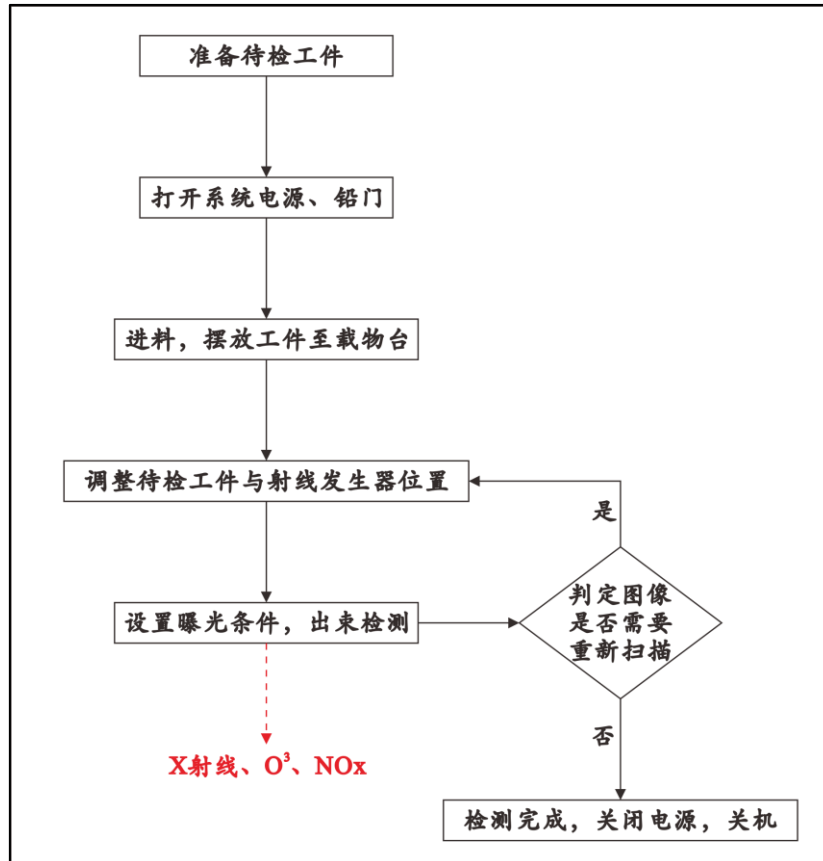 准备待检工件
打开系统电源、铅门
进料，摆放工件至载物台
调整待检工件与射线发生器位置
是
设置曝光条件，出束检测
判定图像
是否需要
重新扫描
否
X射线、O³、NOx
检测完成，关闭电源，关机